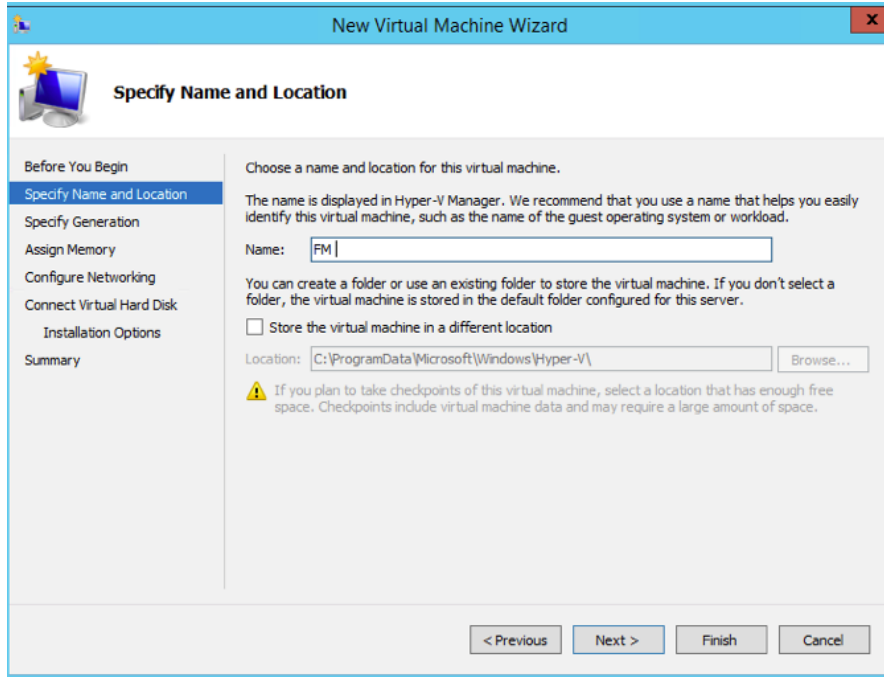 New Virtual Machine Wizard
x
Specify Name and Location
Before You Begin
Specify Name and Location
Specify Generation
Assign Memory
Configure Networking
Connect Virtual Hard Disk
Installation Options
Summary
Choose a name and location for this virtual machine.
The name is displayed in Hyper-V Manager. We recommend that you use a name that helps you easily
identify this virtual machine, such as the name of the guest operating system or workload.
Name: FM
You can create a folder or use an existing folder to store the virtual machine. If you don't select a
folder, the virtual machine is stored in the default folder configured for this server.
Store the virtual machine in a different location
Location: C:\ProgramData\Microsoft\Windows\Hyper-V\ Browse...
If you plan to take checkpoints of this virtual machine, select a location that has enough free
space. Checkpoints include virtual machine data and may require a large amount of space.
< Previous Next > Finish Cancel